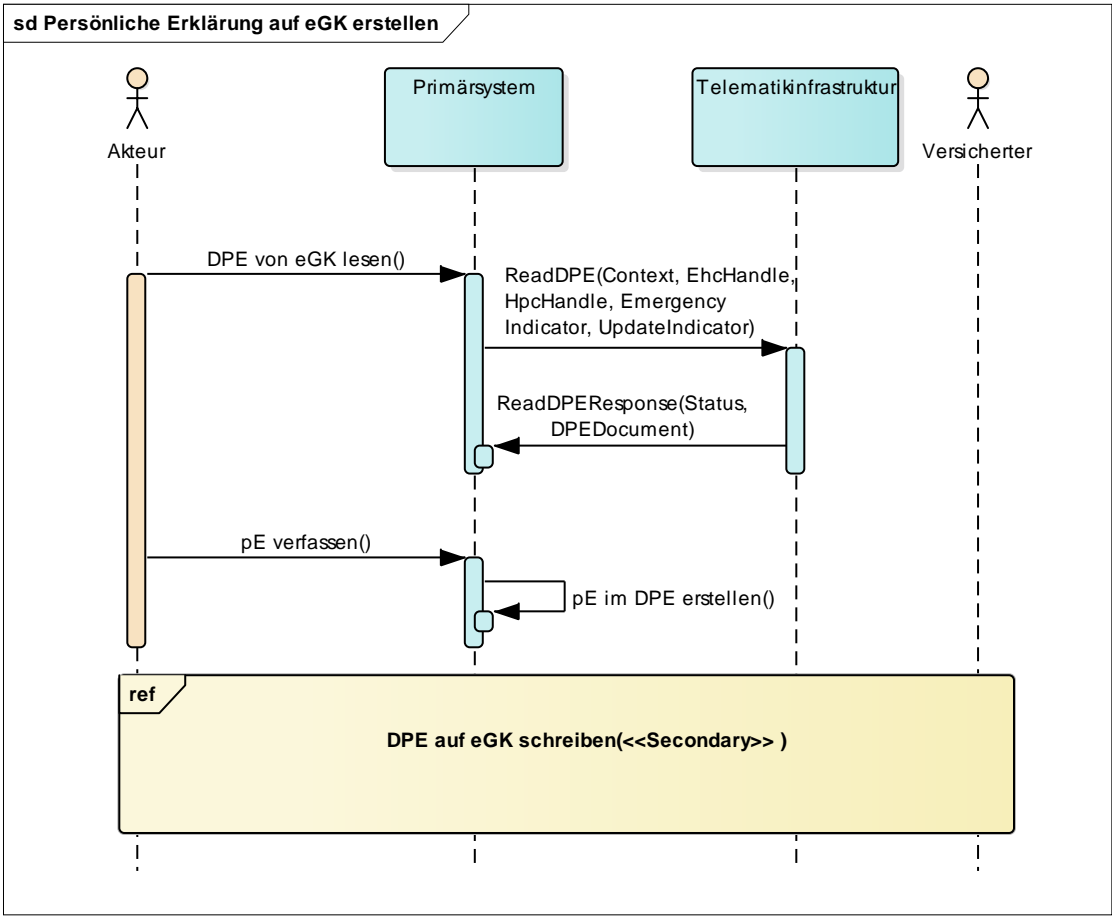 sd Persönliche Erklärung auf eGK erstellen
Akteur
Primärsystem
Telematikinfrastruktur
Versicherter
DPE von eGK lesen()
ReadDPE(Context, EhcHandle,
HpcHandle, Emergency
Indicator, UpdateIndicator)
ReadDPEResponse(Status,
DPEDocument)
pE verfassen()
pE im DPE erstellen()
ref
DPE auf eGK schreiben(<<Secondary>> )